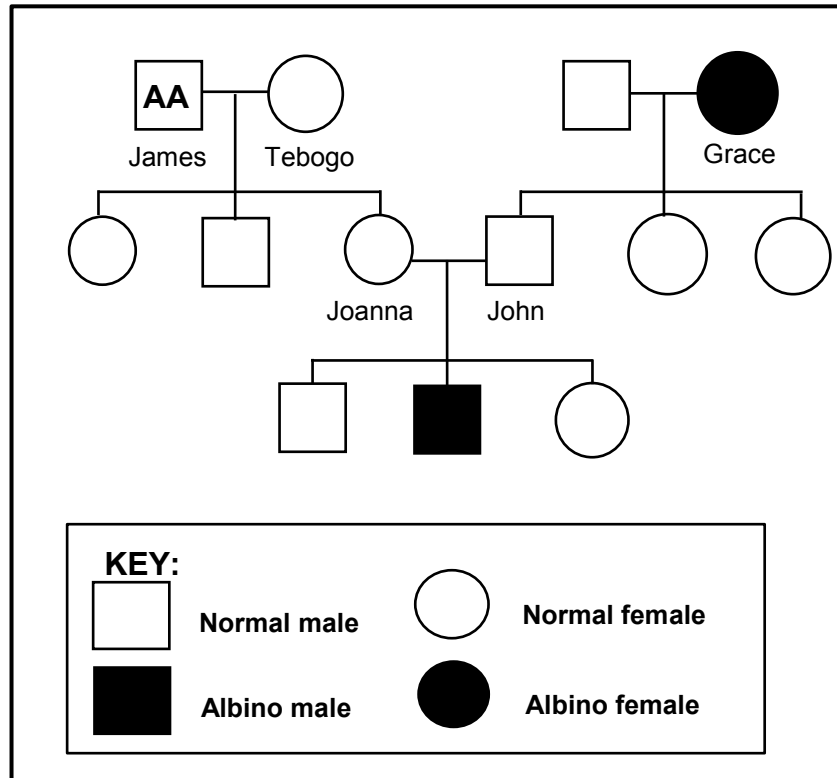 AA
James Tebogo Grace
Joanna John
KEY:
Normal male Normal female
Albino male Albino female